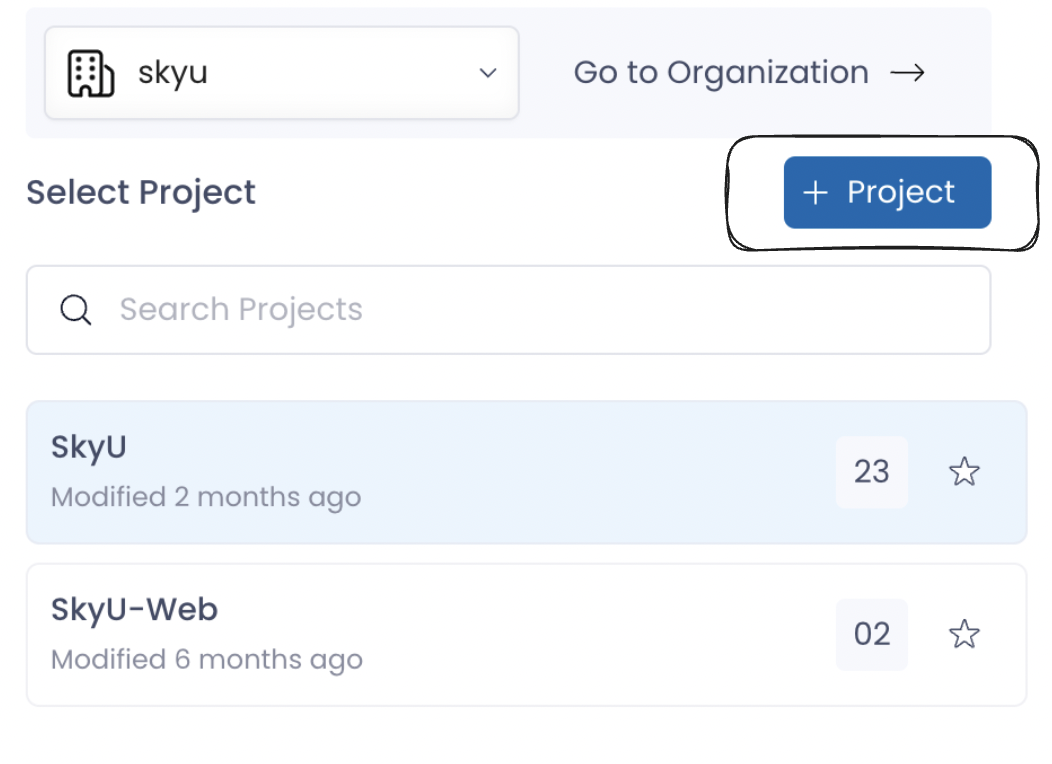 skyu
Go to Organization →
Select Project
+ Project
Search Projects
SkyU
Modified 2 months ago
23
SkyU-Web
Modified 6 months ago
02